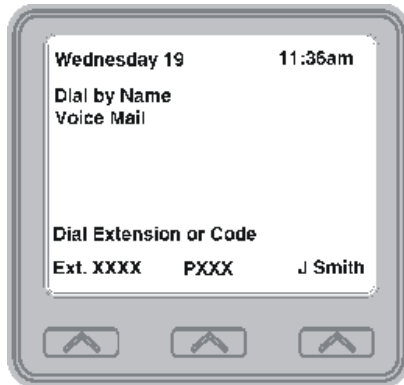 Wednesday 19 11:36am
Dial by Name
Voice Mail
Dial Extension or Code
Ext. XXXX PXXX J Smith